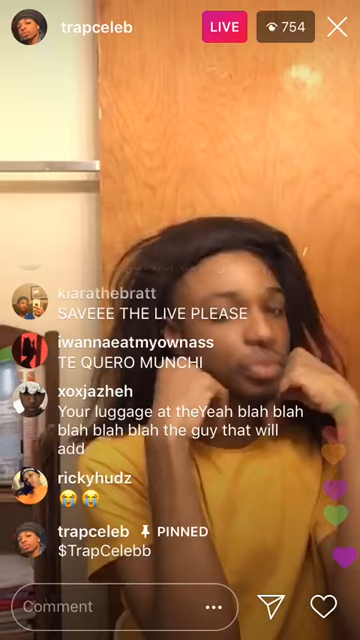 trapceleb
LIVE
754
kiarathebratt
SAVEEE THE LIVE PLEASE
iwannaeatmyownass
TE QUERO MUNCHI
xoxjazheh
Your luggage at theYeah blah blah
blah blah blah the guy that will
add
rickyhudz
😭 😭
trapceleb PINNED
$TrapCelebb
Comment